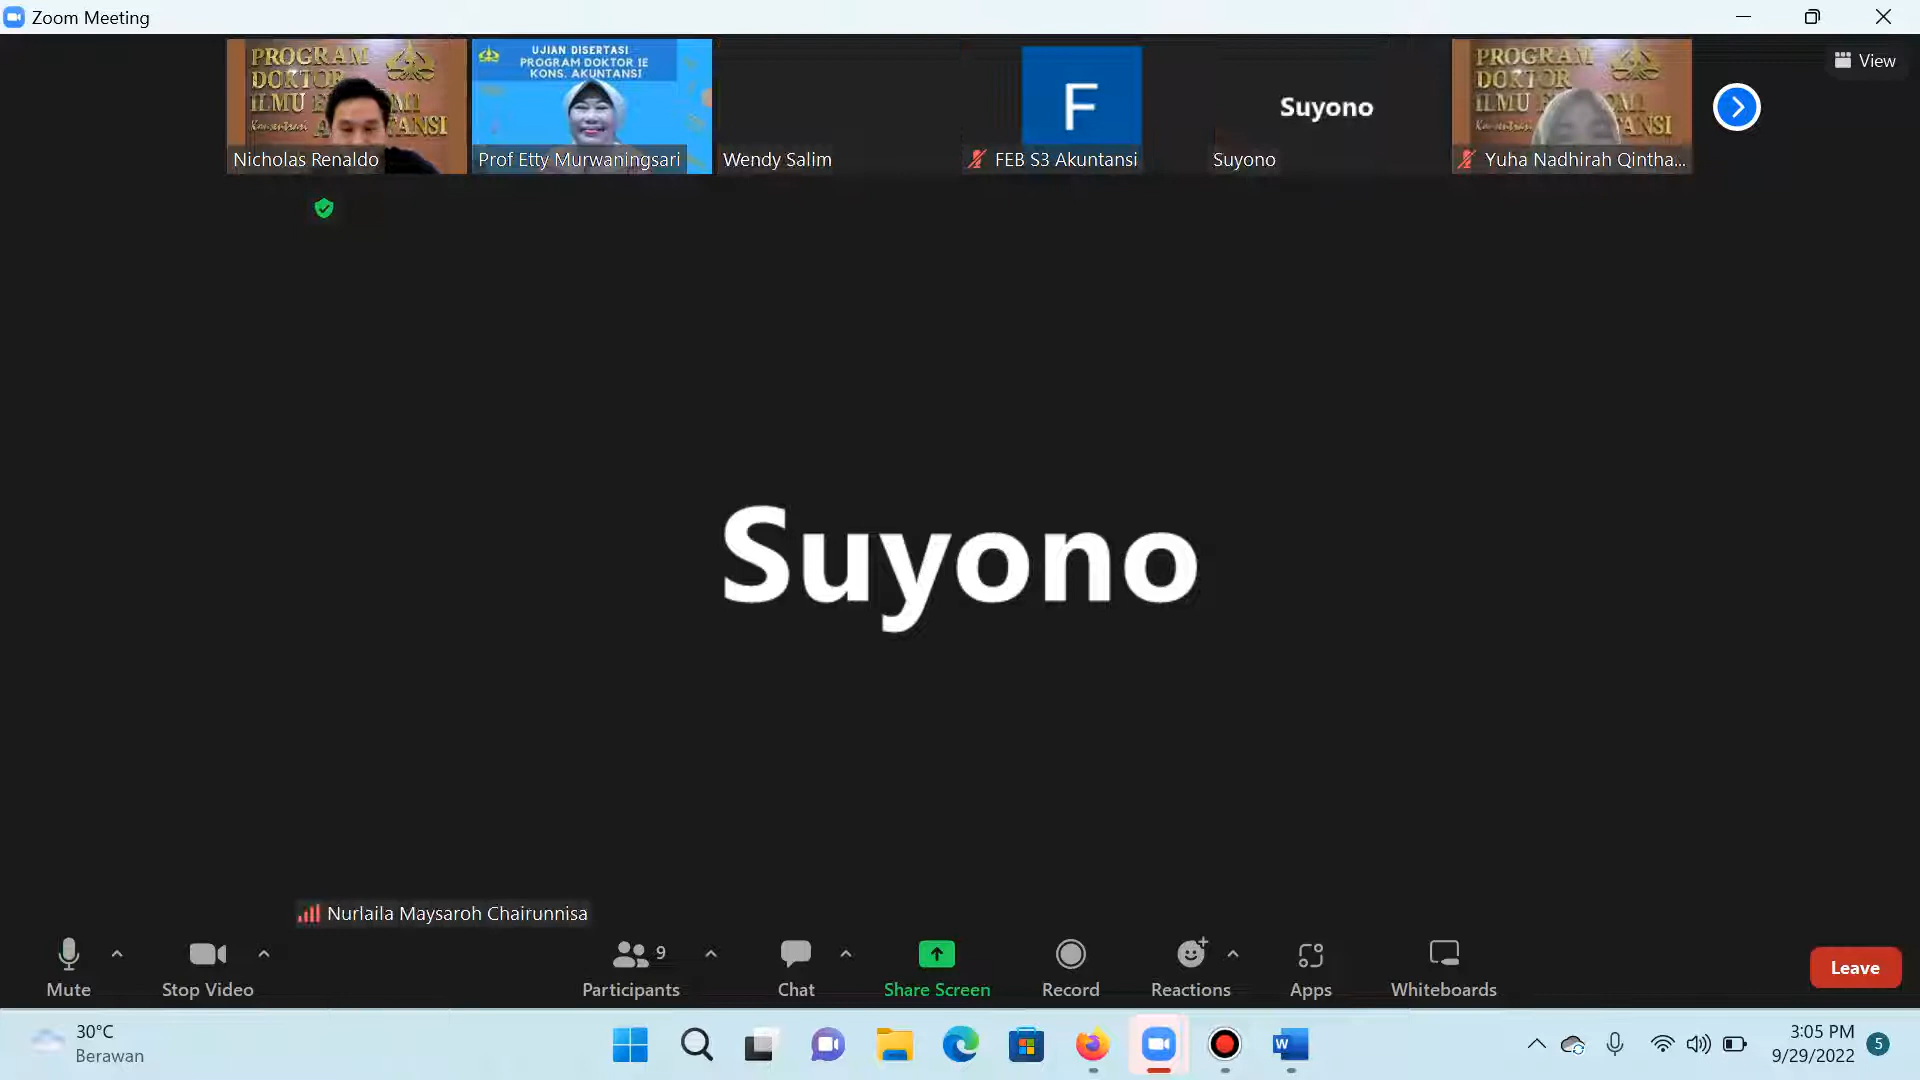 Zoom Meeting
PROGRAM
DOKTOR
ILMU
Konsentrasi
Nicholas Renaldo
UJIAN DISERTASI
PROGRAM DOKTOR IE
KONS. AKUNTANSI
Prof Etty Murwaningsari
Wendy Salim
F
FEB S3 Akuntansi
Suyono
Suyono
PROGRAM
DOKTOR
ILMU
Yuha Nadhirah Qintha...
View
Suyono
Nurlaila Maysaroh Chairunnisa
Mute
Stop Video
9
Participants
Chat
Share Screen
Record
Reactions
Apps
Whiteboards
Leave
30°C
Berawan
W
3:05 PM
9/29/2022
5